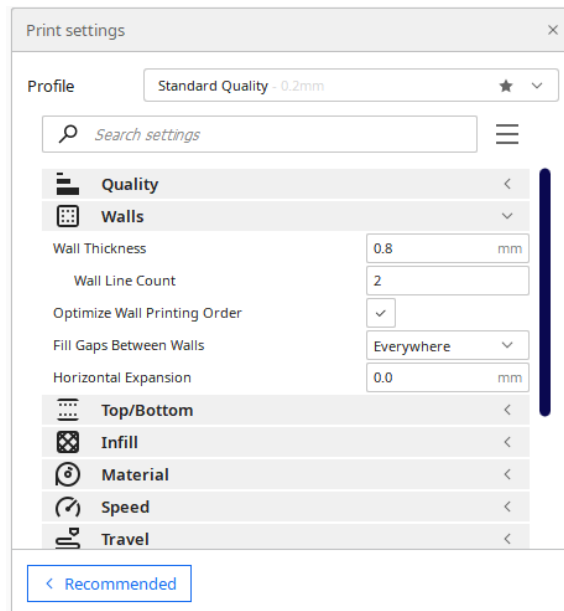 Print settings
Profile
Standard Quality - 0.2mm
Search settings
Quality
Walls
Wall Thickness 0.8 mm
Wall Line Count 2
Optimize Wall Printing Order
Fill Gaps Between Walls Everywhere
Horizontal Expansion 0.0 mm
Top/Bottom
Infill
Material
Speed
Travel
Recommended